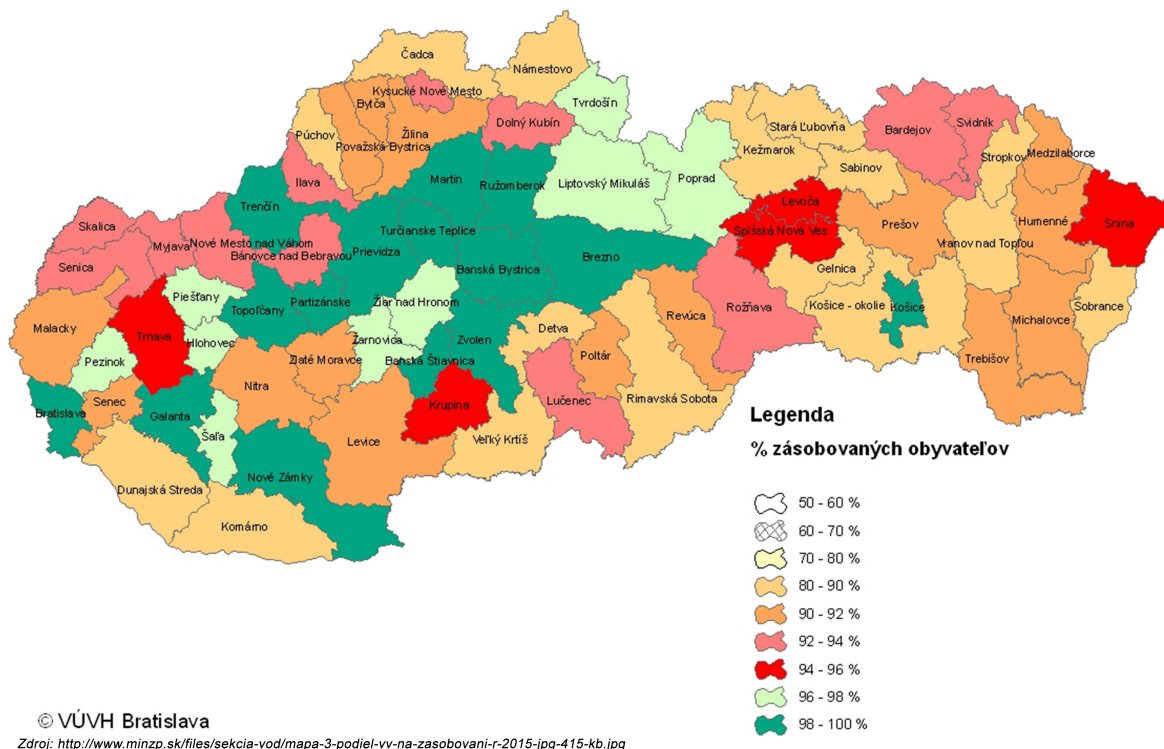 Čadca
Námestovo
Kysucké Nové Mesto
Bytča
Tvrdošín
Púchov
Žilina
Dolný Kubín
Považská Bystrica
Stará Ľubovňa
Bardejov
Svidník
Stropkov
Medzilaborce
Kežmarok
Sabinov
Ilava
Martin
Ružomberok
Liptovský Mikuláš
Poprad
Trenčín
Levoča
Skalica
Myjava
Nové Mesto nad Váhom
Turčianske Teplice
Spišská Nová Ves
Prešov
Humenné
Snina
Bánovce nad Bebravou
Prievidza
Brezno
Vranov nad Topľou
Senica
Banská Bystrica
Gelnica
Piešťany
Topoľčany
Partizánske
Žiar nad Hronom
Rožňava
Košice - okolie
Košice
Sobrance
Malacky
Trnava
Hlohovec
Žarnovica
Zvolen
Detva
Revúca
Michalovce
Pezinok
Zlaté Moravce
Banská Štiavnica
Poltár
Trebišov
Nitra
Bratislava
Senec
Galanta
Krupina
Lučenec
Rimavská Sobota
Šaľa
Levice
Veľký Krtíš
Nové Zámky
Dunajská Streda
Komárno
Legenda
% zásobovaných obyvateľov
50 - 60 %
60 - 70 %
70 - 80 %
80 - 90 %
90 - 92 %
92 - 94 %
94 - 96 %
96 - 98 %
98 - 100 %
© VÚVH Bratislava
Zdroj: http://www.minzp.sk/files/sekcia-vod/mapa-3-podiel-vv-na-zasobovani-r-2015-jpg-415-kb.jpg